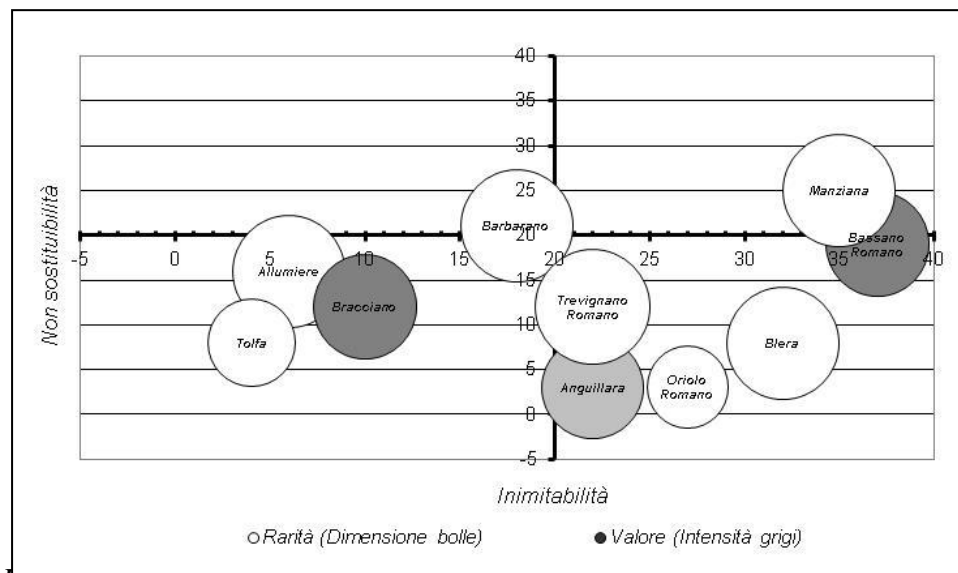 40
35
30
25
20
15
10
5
0
-5
-5 0 5 10 15 20 25 30 35 40
Non sostituibilità
Manziana
Barbarano
Bassano
Romano
Allumiere
Bracciano
Trevignano
Romano
Tolfa
Blera
Anguillara
Oriolo
Romano
Inimitabilità
Rarità (Dimensione bolle) Valore (Intensità grigi)